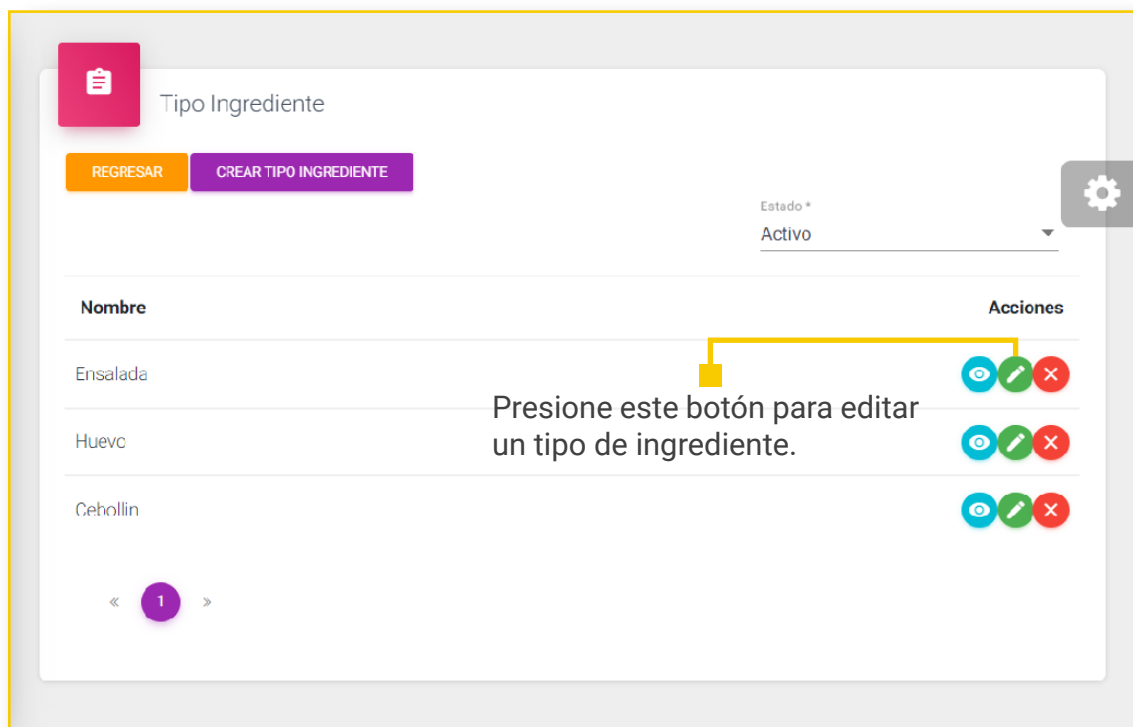 Tipo Ingrediente
REGRESAR
CREAR TIPO INGREDIENTE
Estado *
Activo
Nombre
Acciones
Ensalada
Presione este botón para editar
un tipo de ingrediente.
Huevo
Cebollin
« 1 »